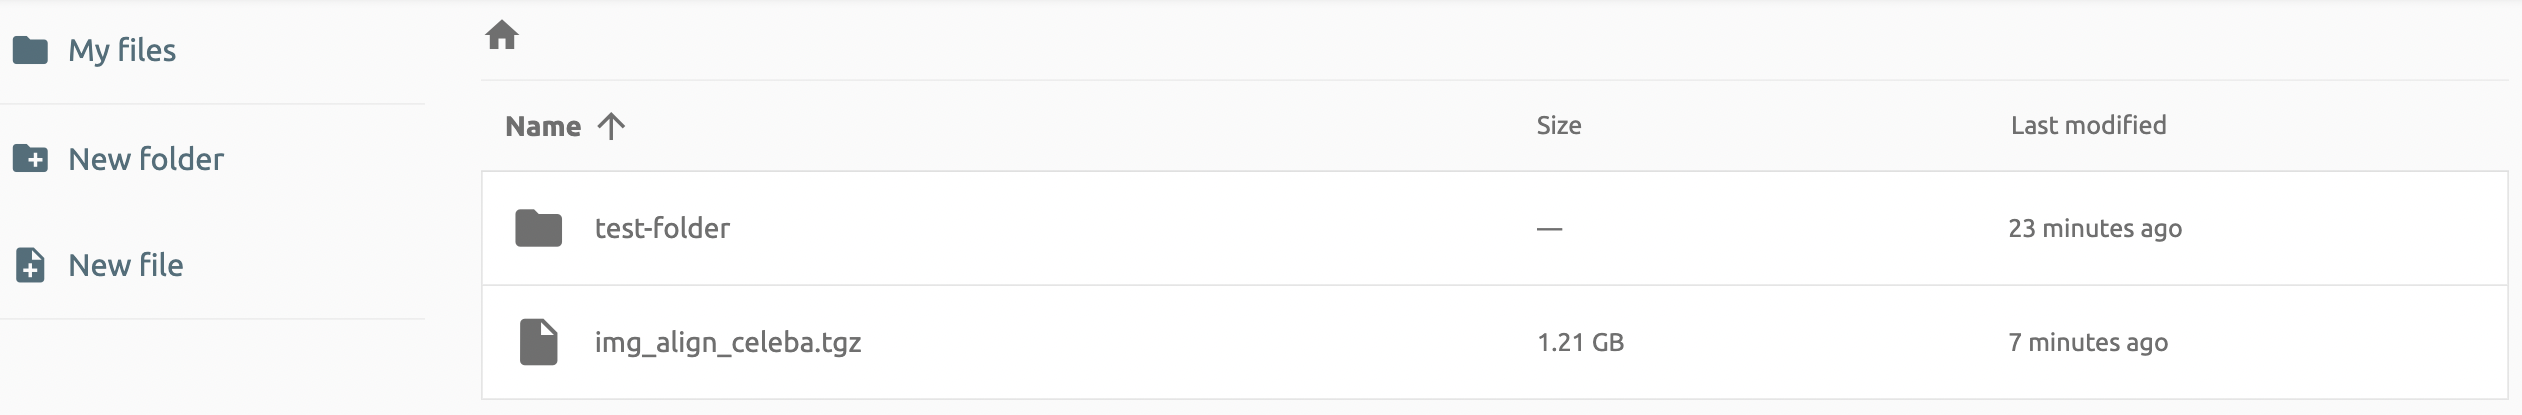 My files
New folder
New file
Name Size Last modified
test-folder — 23 minutes ago
img_align_celeba.tgz 1.21 GB 7 minutes ago